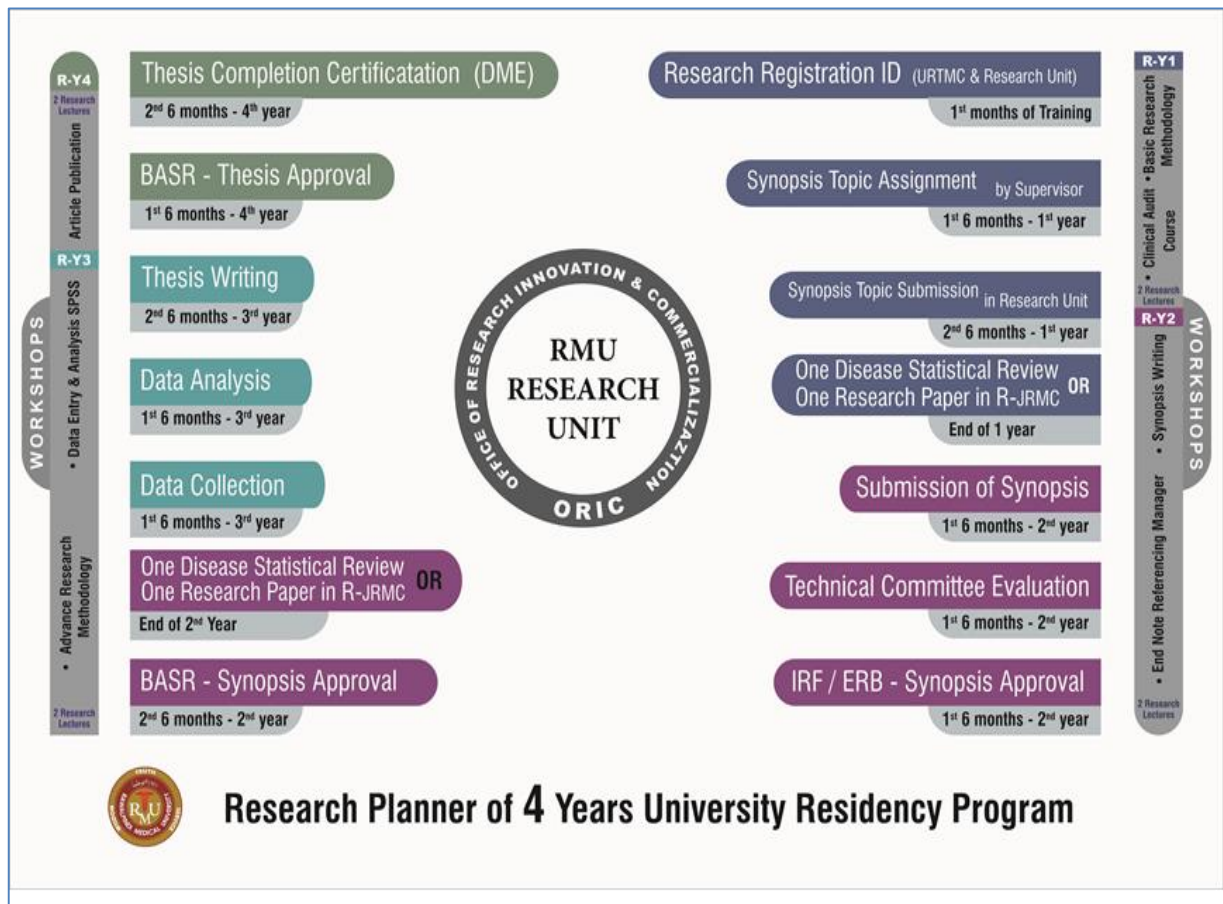 R-Y4
2 Research
Lectures
Article Publication
R-Y3
• Data Entry & Analysis SPSS
• Advance Research
Methodology
2 Research
Lectures
WORKSHOPS
Thesis Completion Certificatation (DME)
2nd 6 months - 4th year
BASR - Thesis Approval
1st 6 months - 4th year
Thesis Writing
2nd 6 months - 3rd year
Data Analysis
1st 6 months - 3rd year
Data Collection
1st 6 months - 3rd year
One Disease Statistical Review
One Research Paper in R-JRMC OR
End of 2nd Year
BASR - Synopsis Approval
2nd 6 months - 2nd year
OFFICE OF RESEARCH INNOVATION & COMMERCIALIZAZTION
RMU
RESEARCH
UNIT
ORIC
Research Registration ID (URTMC & Research Unit)
1st months of Training
Synopsis Topic Assignment by Supervisor
1st 6 months - 1st year
Synopsis Topic Submission in Research Unit
2nd 6 months - 1st year
One Disease Statistical Review
One Research Paper in R-JRMC OR
End of 1 year
Submission of Synopsis
1st 6 months - 2nd year
Technical Committee Evaluation
1st 6 months - 2nd year
IRF / ERB - Synopsis Approval
1st 6 months - 2nd year
R-Y1
• Basic Research
Methodology
• Clinical Audit
Course
2 Research
Lectures
R-Y2
• Synopsis Writing
• End Note Referencing Manager
2 Research
Lectures
WORKSHOPS
TRUTH
WISDOM
SERVICE
RMU
RAWALPINDI MEDICAL UNIVERSITY
Research Planner of 4 Years University Residency Program